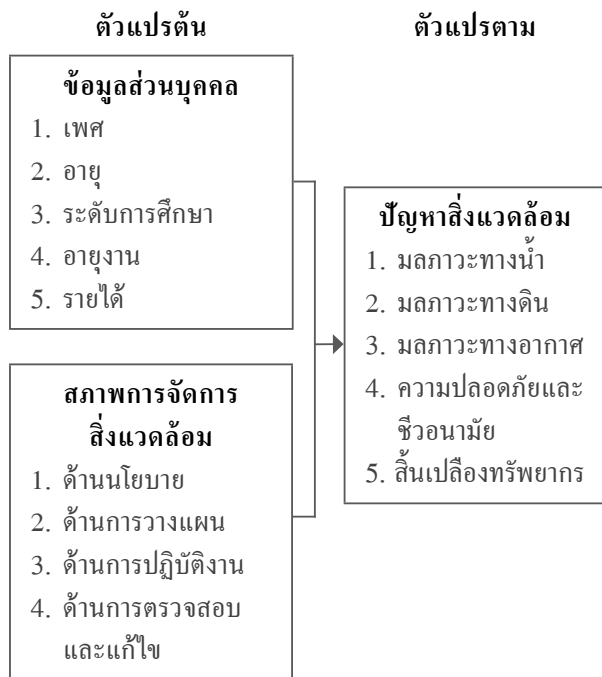 ตัวแปรต้น
ข้อมูลส่วนบุคคล
1. เพศ
2. อายุ
3. ระดับการศึกษา
4. อายุงาน
5. รายได้
สภาพการจัดการ
สิ่งแวดล้อม
1. ด้านนโยบาย
2. ด้านการวางแผน
3. ด้านการปฏิบัติงาน
4. ด้านการตรวจสอบ
และแก้ไข
ตัวแปรตาม
ปัญหาสิ่งแวดล้อม
1. มลภาวะทางน้ำ
2. มลภาวะทางดิน
3. มลภาวะทางอากาศ
4. ความปลอดภัยและ
ชีวอนามัย
5. สิ้นเปลืองทรัพยากร